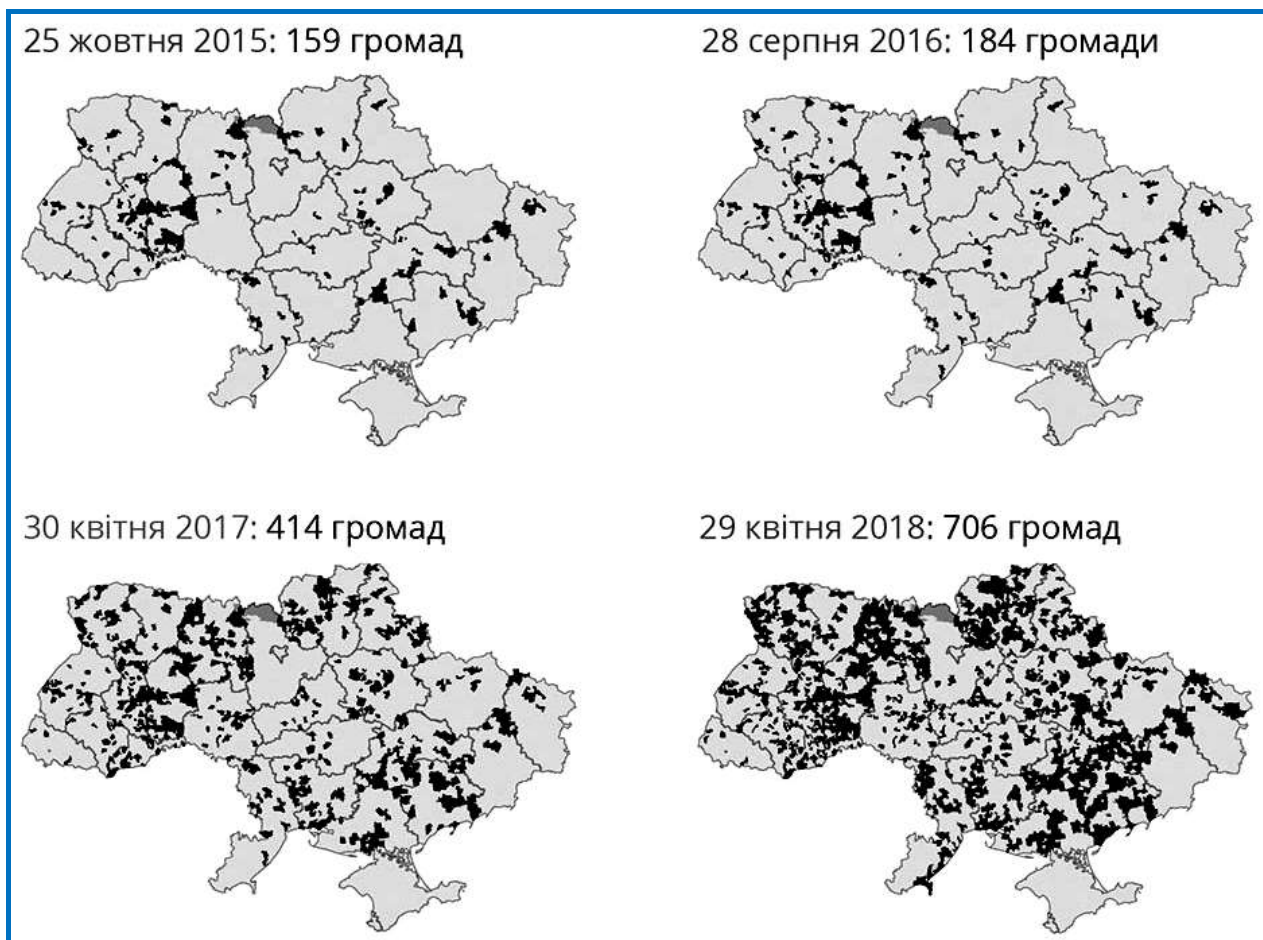 25 жовтня 2015: 159 громад
28 серпня 2016: 184 громади
30 квітня 2017: 414 громад
29 квітня 2018: 706 громад